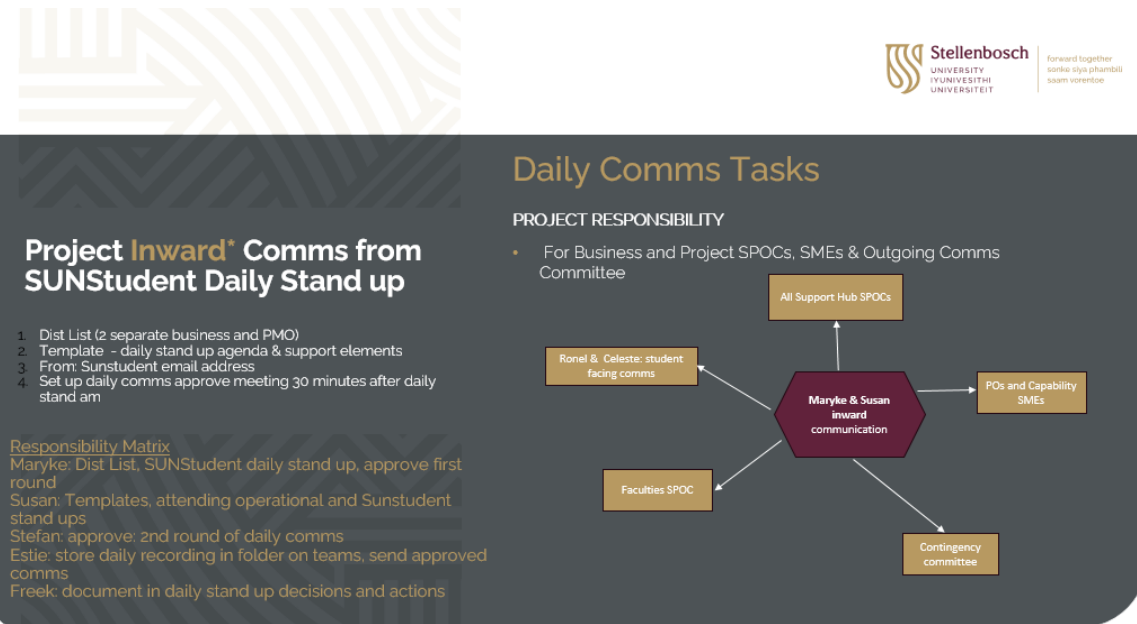 Stellenbosch
UNIVERSITY
IYUNIVESITHI
UNIVERSITEIT
forward together
sonke siya phambili
saam vorentoe
Project Inward* Comms from
SUNStudent Daily Stand up
1. Dist List (2 separate business and PMO)
2. Template - daily stand up agenda & support elements
3. From: Sunstudent email address
4. Set up daily comms approve meeting 30 minutes after daily
stand am
Responsibility Matrix
Maryke: Dist List, SUNStudent daily stand up, approve first
round
Susan: Templates, attending operational and Sunstudent
stand ups
Stefan: approve: 2nd round of daily comms
Estie: store daily recording in folder on teams, send approved
comms
Freek: document in daily stand up decisions and actions
Daily Comms Tasks
PROJECT RESPONSIBILITY
• For Business and Project SPOCs, SMEs & Outgoing Comms
Committee
All Support Hub SPOCs
Ronel & Celeste: student
facing comms
Maryke & Susan
inward
communication
POs and Capability
SMEs
Faculties SPOC
Contingency
committee